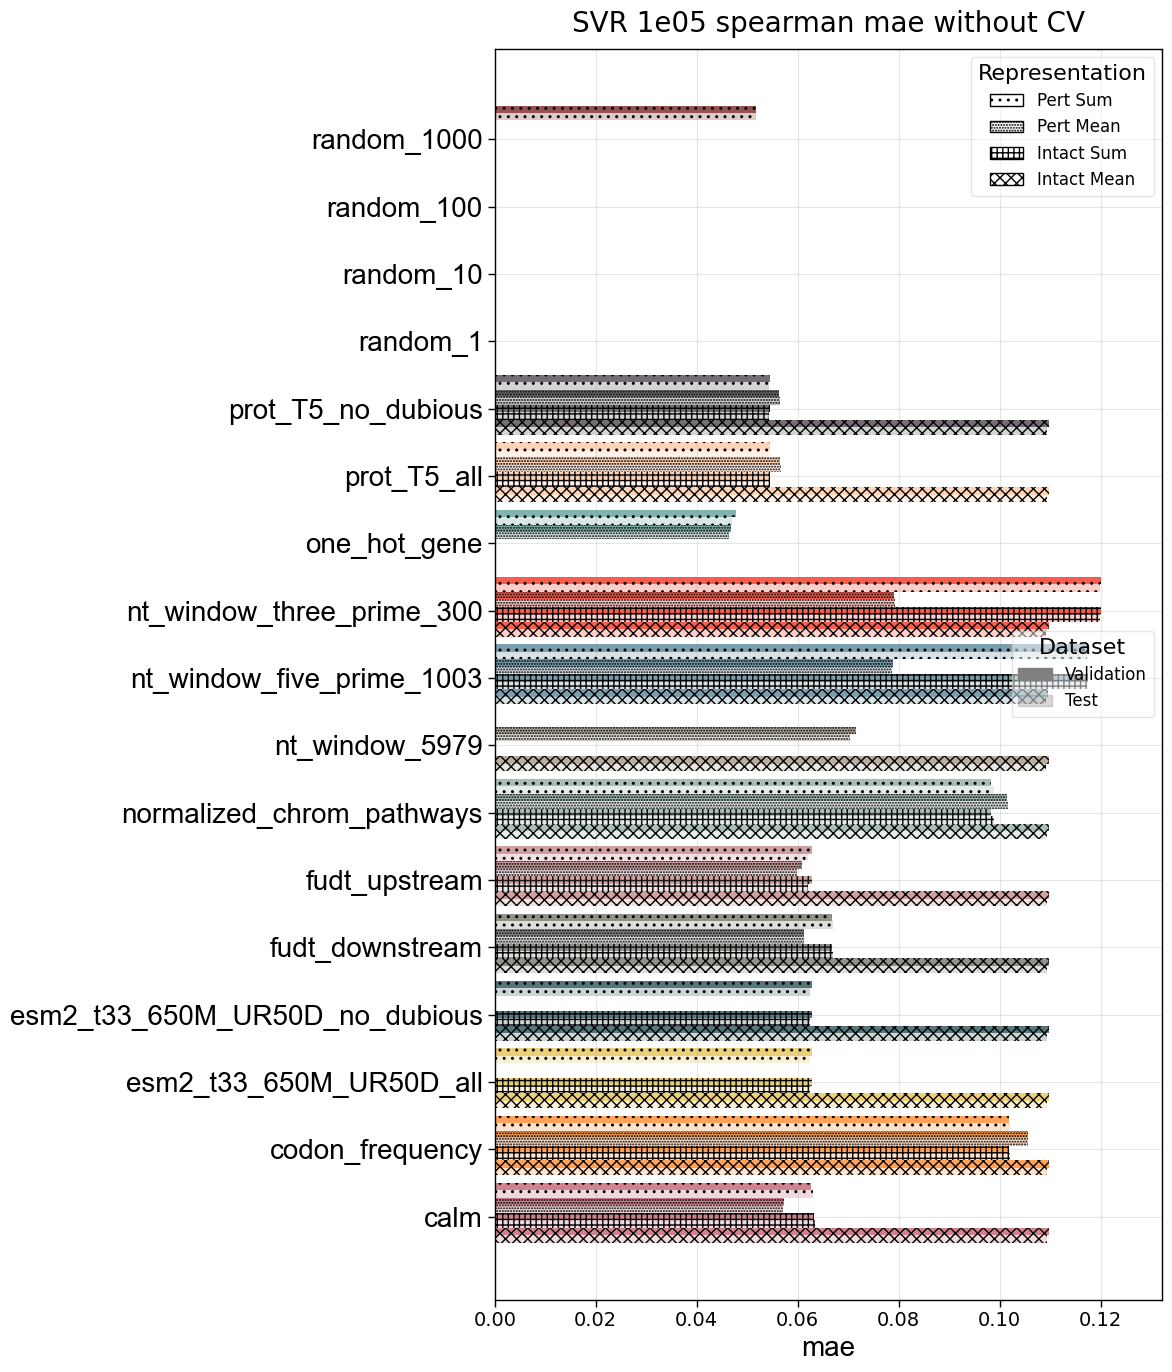 SVR 1e05 spearman mae without CV
Representation
Pert Sum
Pert Mean
Intact Sum
Intact Mean
random_1000
random_100
random_10
random_1
prot_T5_no_dubious
prot_T5_all
one_hot_gene
nt_window_three_prime_300
nt_window_five_prime_1003
Dataset
Validation
Test
nt_window_5979
normalized_chrom_pathways
fudt_upstream
fudt_downstream
esm2_t33_650M_UR50D_no_dubious
esm2_t33_650M_UR50D_all
codon_frequency
calm
0.00 0.02 0.04 0.06 0.08 0.10 0.12
mae